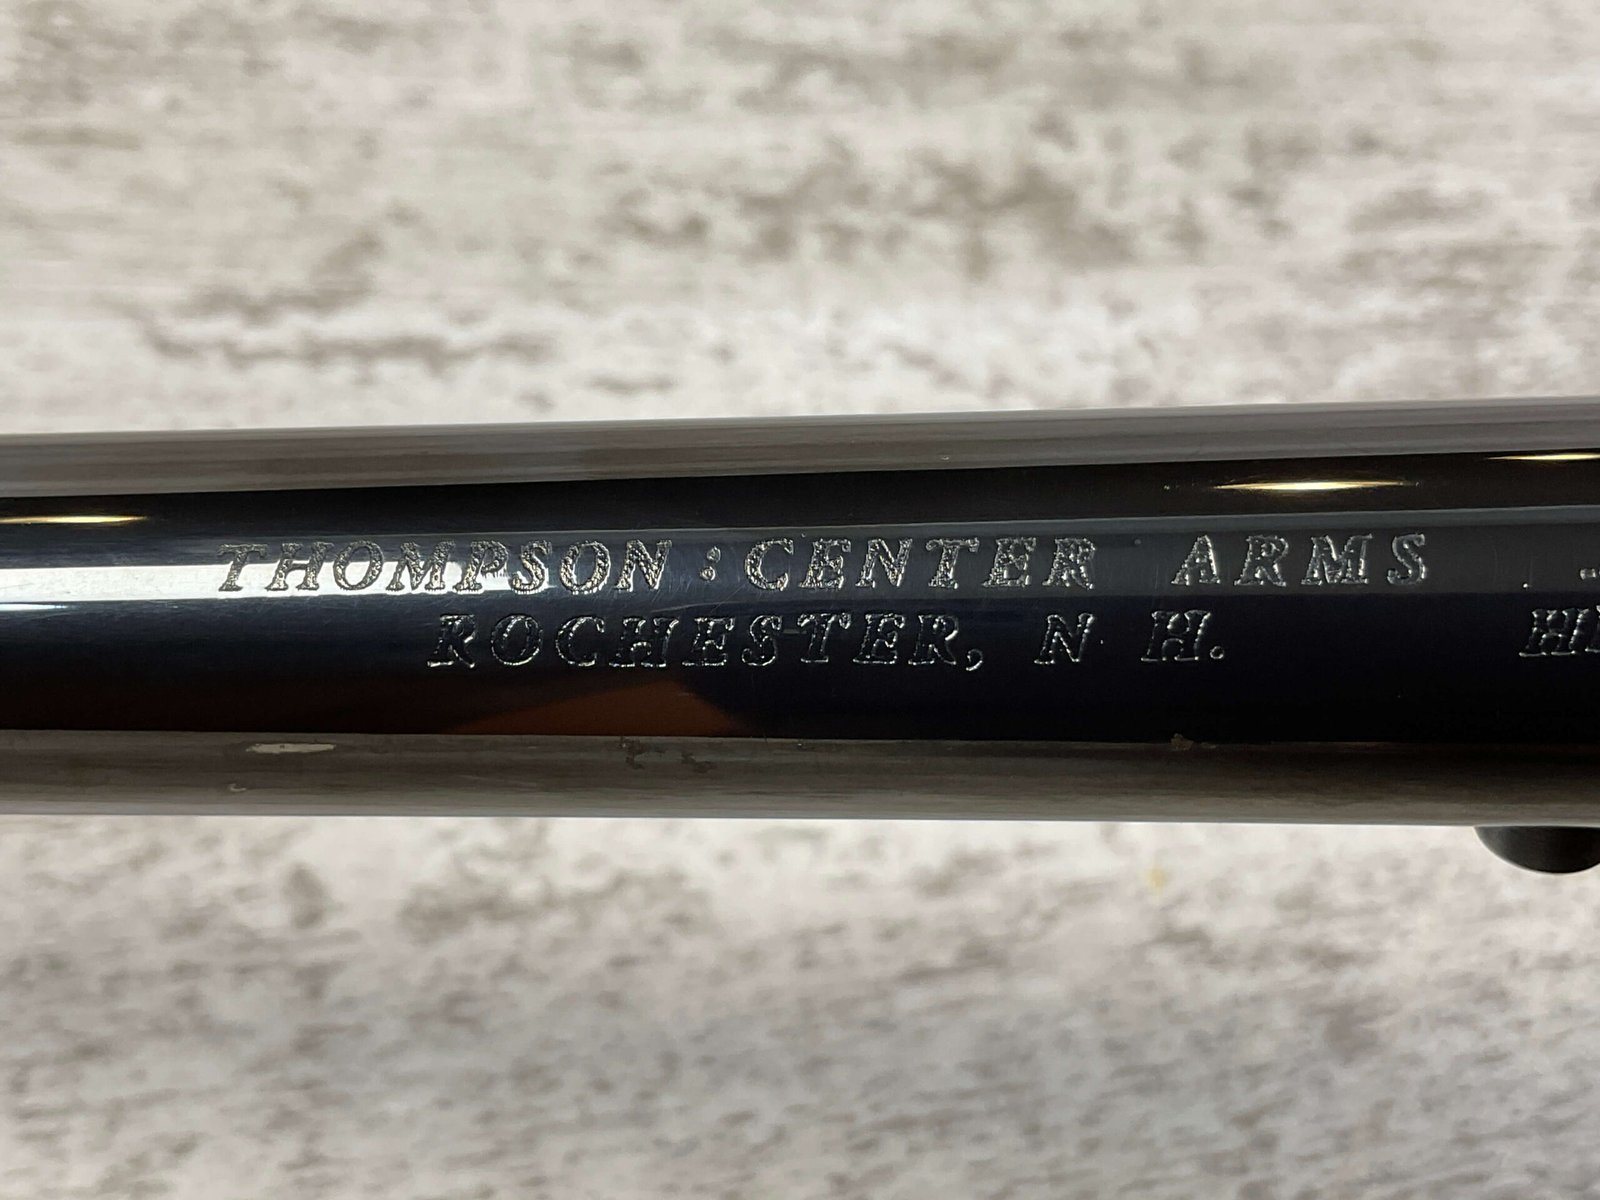 THOMPSON : CENTER ARMS
ROCHESTER, N H.